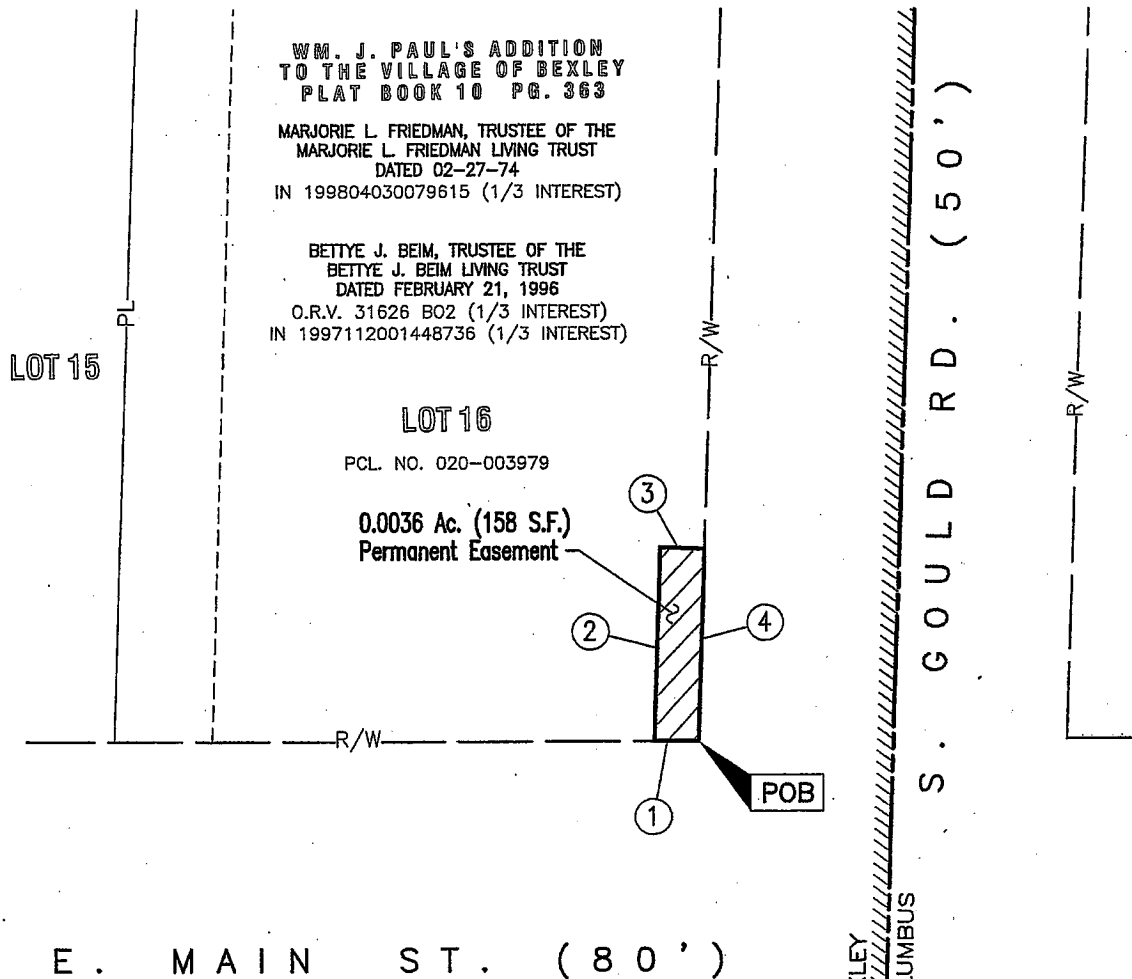 WM. J. PAUL'S ADDITION
TO THE VILLAGE OF BEXLEY
PLAT BOOK 10 PG. 363
MARJORIE L. FRIEDMAN, TRUSTEE OF THE
MARJORIE L. FRIEDMAN LIVING TRUST
DATED 02-27-74
IN 199804030079615 (1/3 INTEREST)
BETTYE J. BEIM, TRUSTEE OF THE
BETTYE J. BEIM LIVING TRUST
DATED FEBRUARY 21, 1996
O.R.V. 31626 B02 (1/3 INTEREST)
IN 1997112001448736 (1/3 INTEREST)
PL
R/W
R/W
LOT 15
LOT 16
PCL. NO. 020-003979
0.0036 Ac. (158 S.F.)
Permanent Easement
3
2
4
1
R/W
POB
S. GOULD RD. (50')
E. MAIN ST. (80')
LEY
LUMBUS